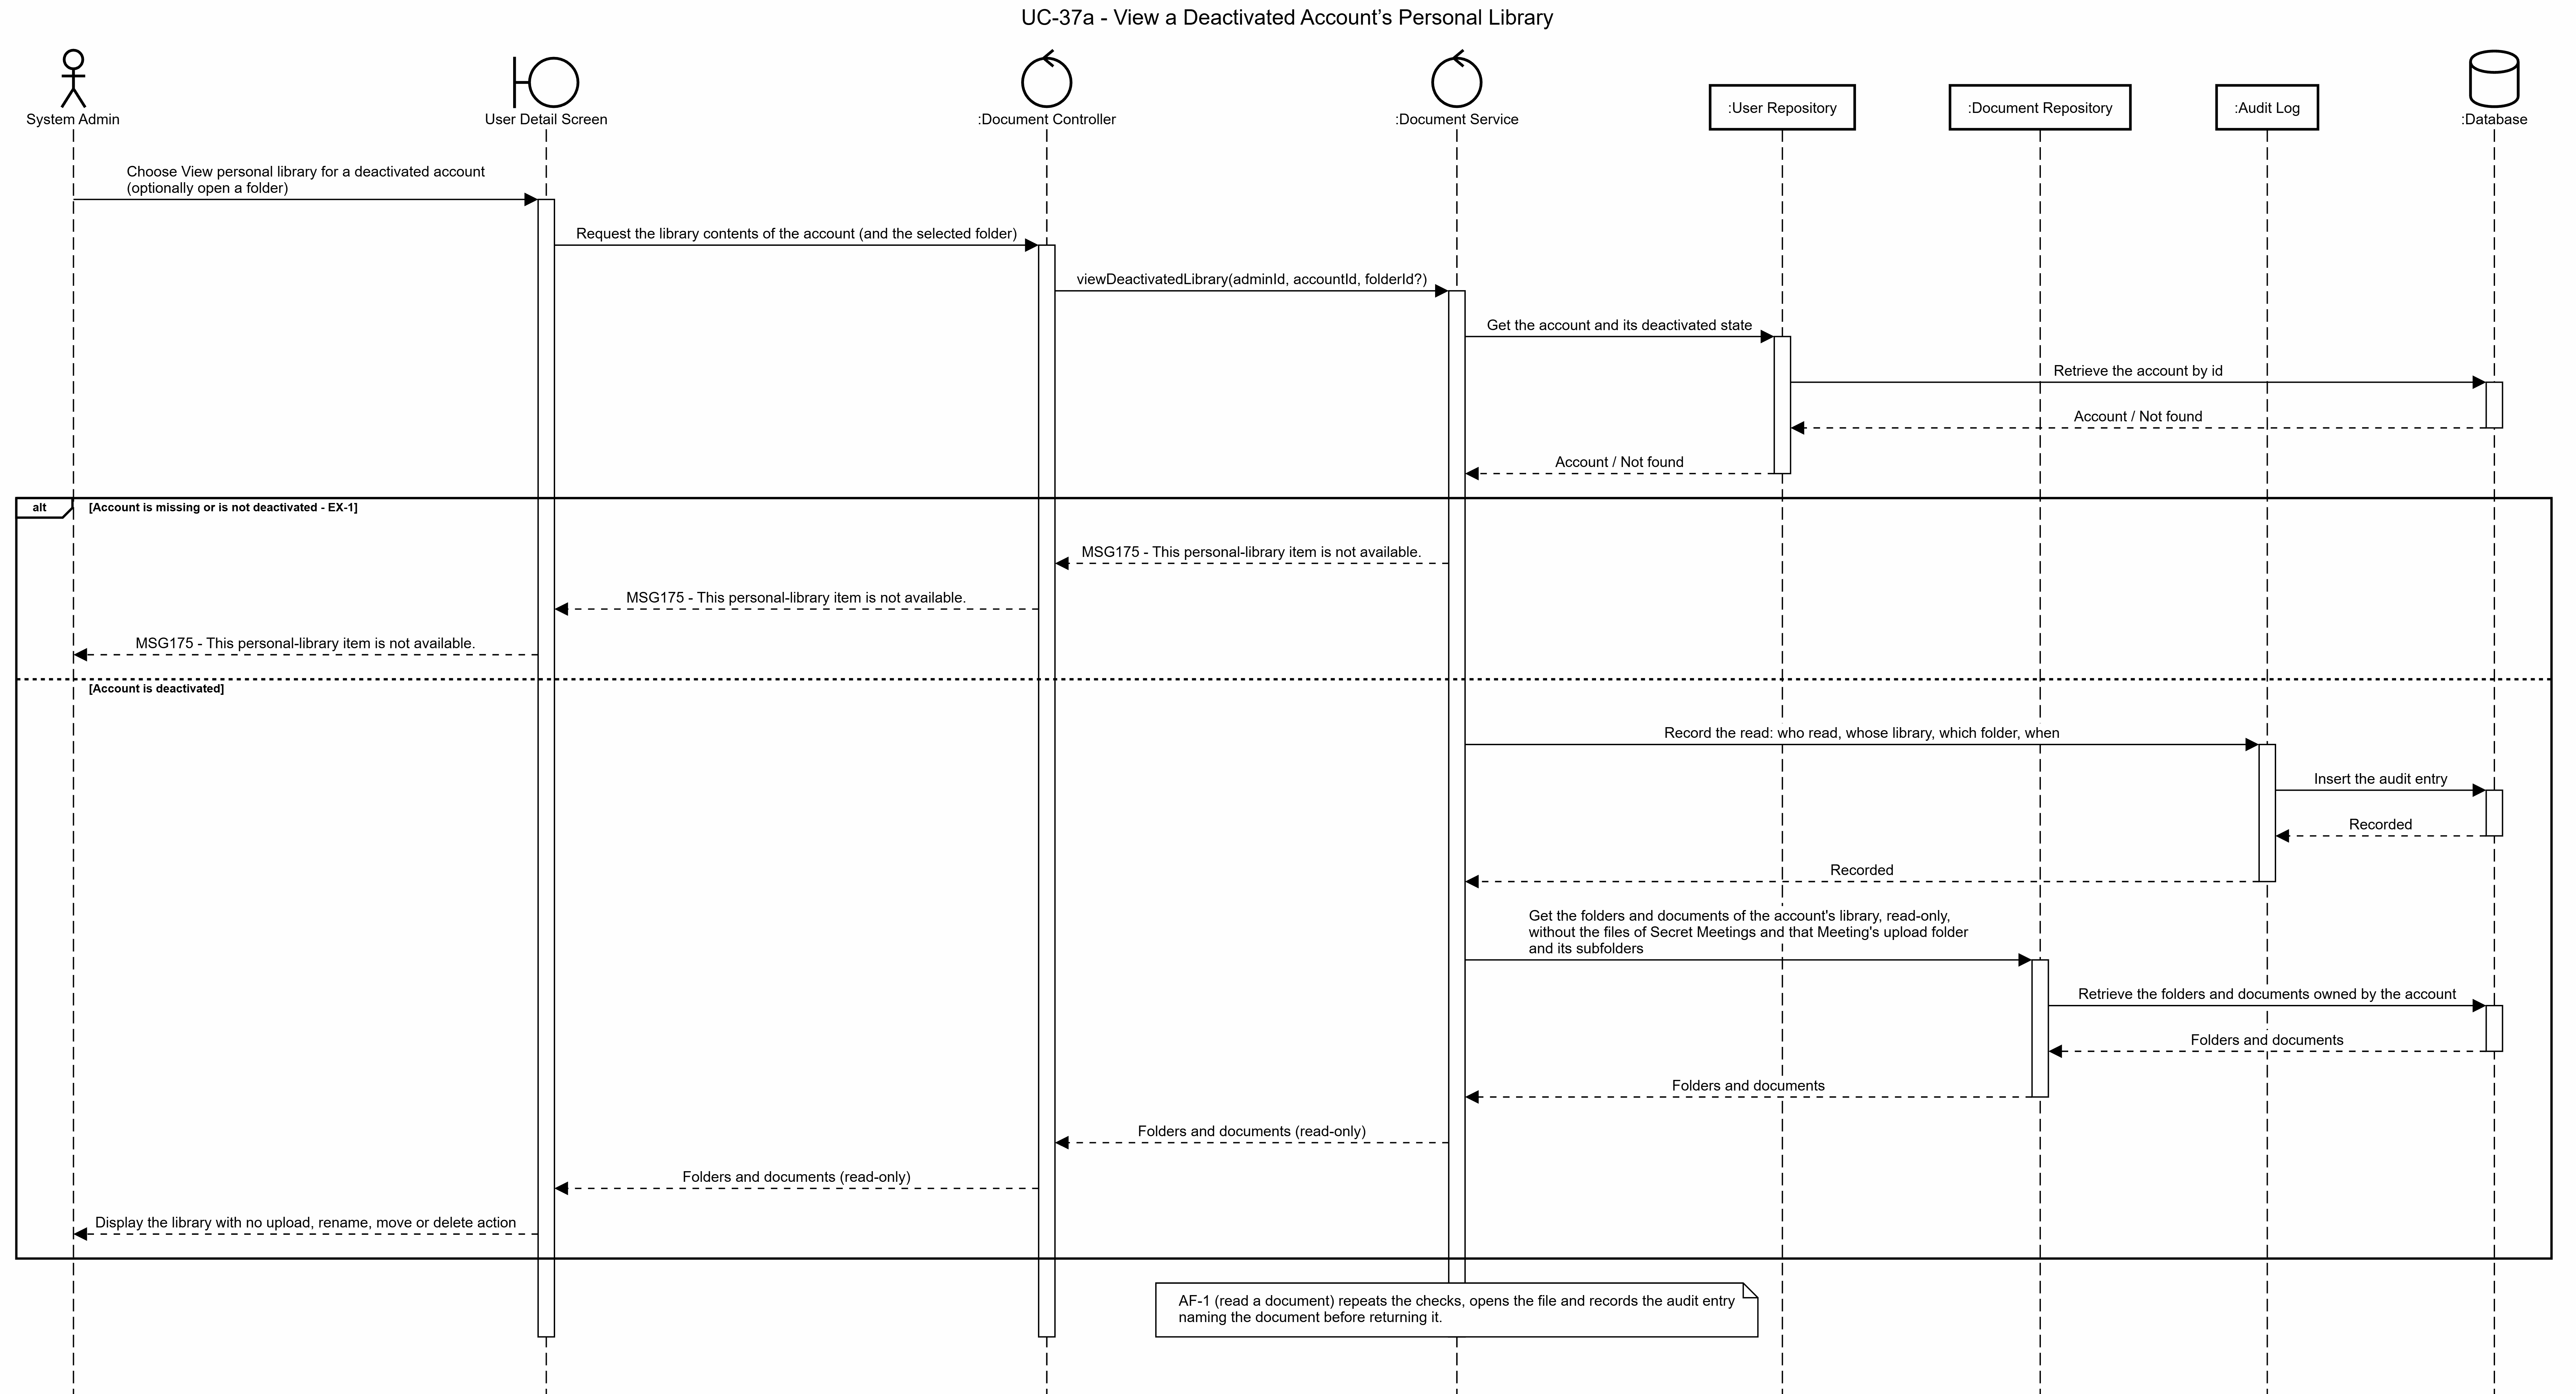 UC-37a - View a Deactivated Account’s Personal Library
System Admin
User Detail Screen
:Document Controller
:Document Service
:User Repository
:Document Repository
:Audit Log
:Database
Choose View personal library for a deactivated account
(optionally open a folder)
Request the library contents of the account (and the selected folder)
viewDeactivatedLibrary(adminId, accountId, folderId?)
Get the account and its deactivated state
Retrieve the account by id
Account / Not found
Account / Not found
alt
[Account is missing or is not deactivated - EX-1]
MSG175 - This personal-library item is not available.
MSG175 - This personal-library item is not available.
MSG175 - This personal-library item is not available.
[Account is deactivated]
Record the read: who read, whose library, which folder, when
Insert the audit entry
Recorded
Recorded
Get the folders and documents of the account's library, read-only,
without the files of Secret Meetings and that Meeting's upload folder
and its subfolders
Retrieve the folders and documents owned by the account
Folders and documents
Folders and documents
Folders and documents (read-only)
Folders and documents (read-only)
Display the library with no upload, rename, move or delete action
AF-1 (read a document) repeats the checks, opens the file and records the audit entry
naming the document before returning it.